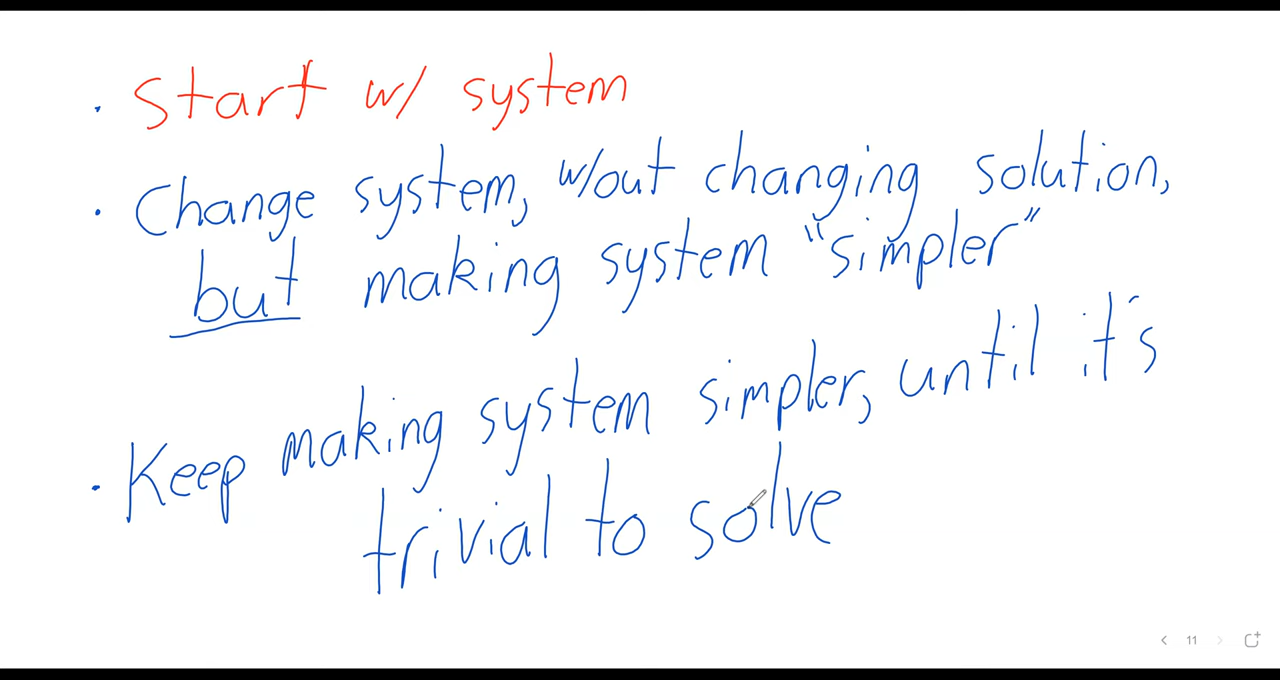 · Start w/ system
· Change system, w/out changing solution,
but making system "simpler"
· Keep making system simpler, until it's
trivial to solve
11